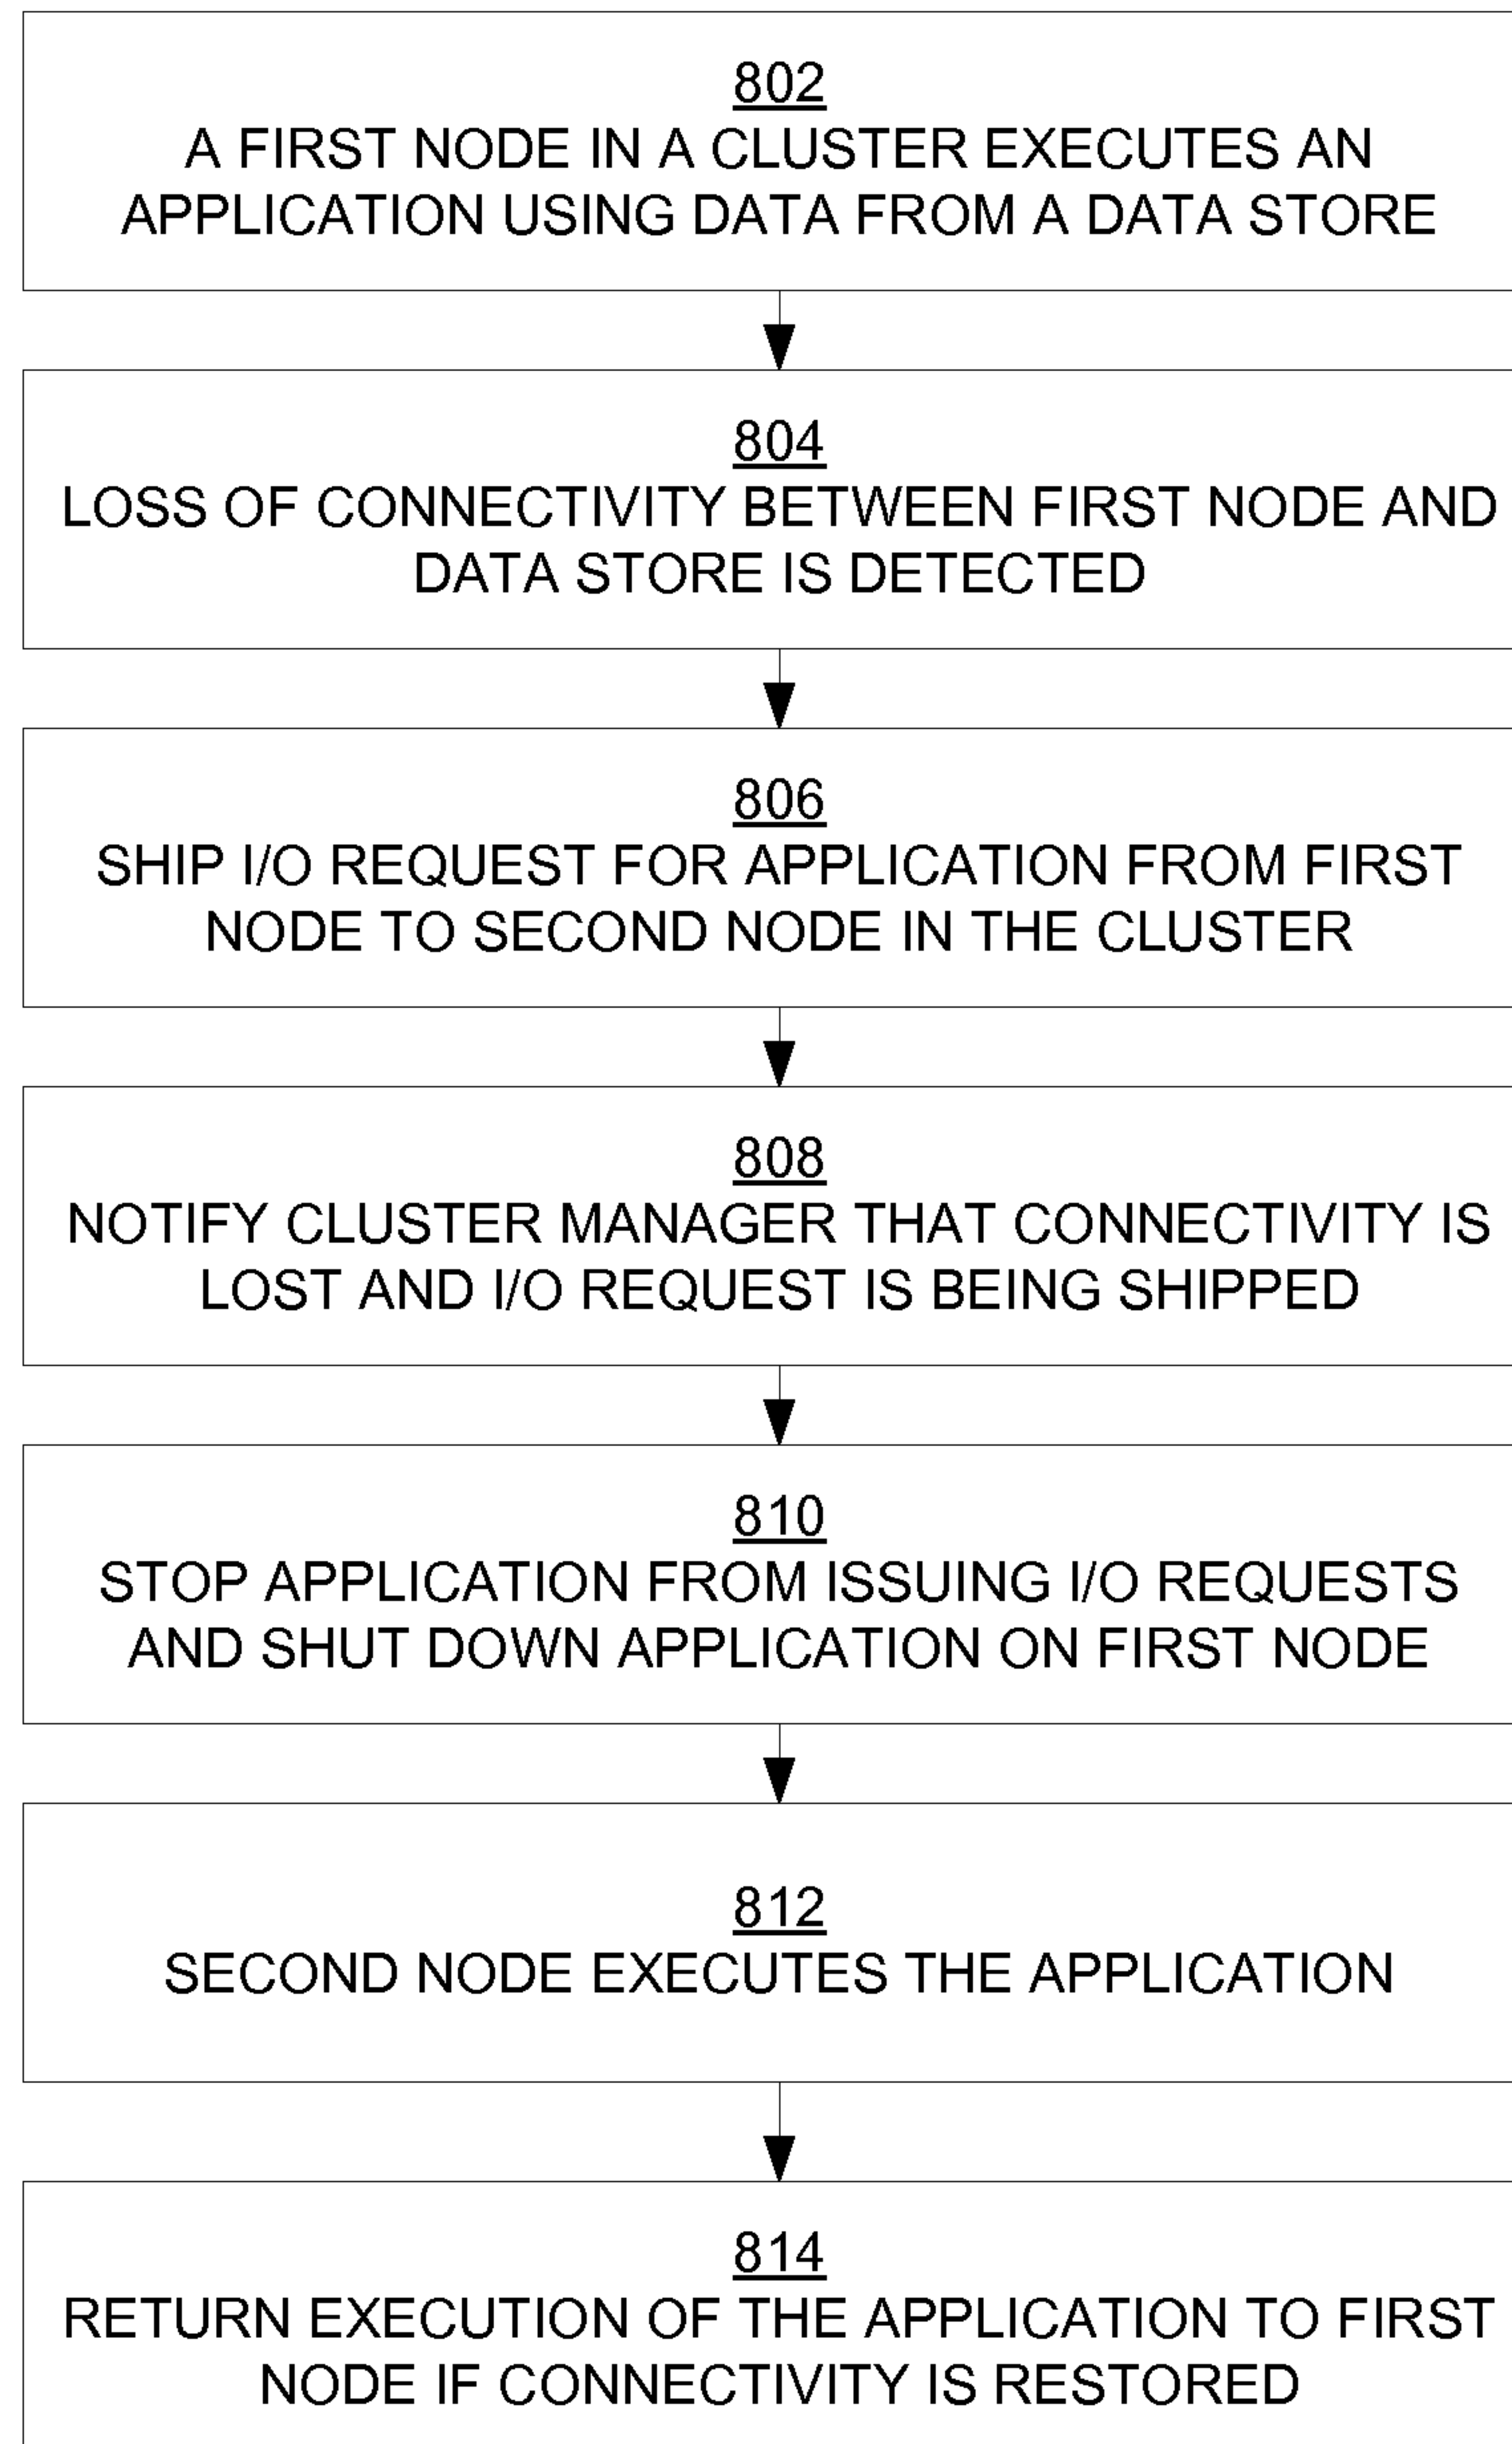 802
A FIRST NODE IN A CLUSTER EXECUTES AN
APPLICATION USING DATA FROM A DATA STORE
804
LOSS OF CONNECTIVITY BETWEEN FIRST NODE AND
DATA STORE IS DETECTED
806
SHIP I/O REQUEST FOR APPLICATION FROM FIRST
NODE TO SECOND NODE IN THE CLUSTER
808
NOTIFY CLUSTER MANAGER THAT CONNECTIVITY IS
LOST AND I/O REQUEST IS BEING SHIPPED
810
STOP APPLICATION FROM ISSUING I/O REQUESTS
AND SHUT DOWN APPLICATION ON FIRST NODE
812
SECOND NODE EXECUTES THE APPLICATION
814
RETURN EXECUTION OF THE APPLICATION TO FIRST
NODE IF CONNECTIVITY IS RESTORED